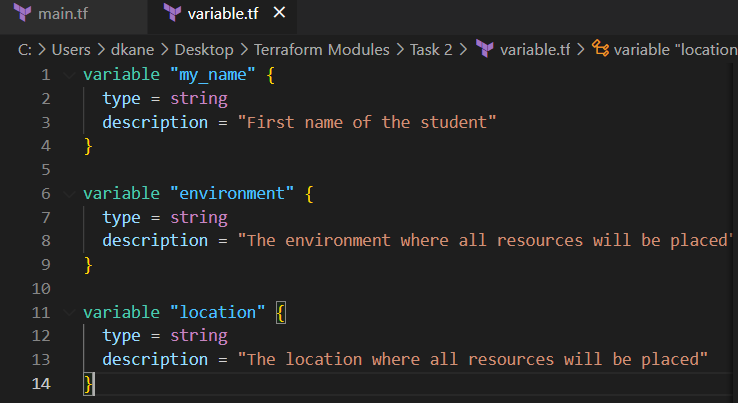 main.tf variable.tf ×
C: > Users > dkane > Desktop > Terraform Modules > Task 2 > variable.tf > variable "location
1 variable "my_name" {
2 type = string
3 description = "First name of the student"
4 }
5
6 variable "environment" {
7 type = string
8 description = "The environment where all resources will be placed"
9 }
10
11 variable "location" {
12 type = string
13 description = "The location where all resources will be placed"
14 }